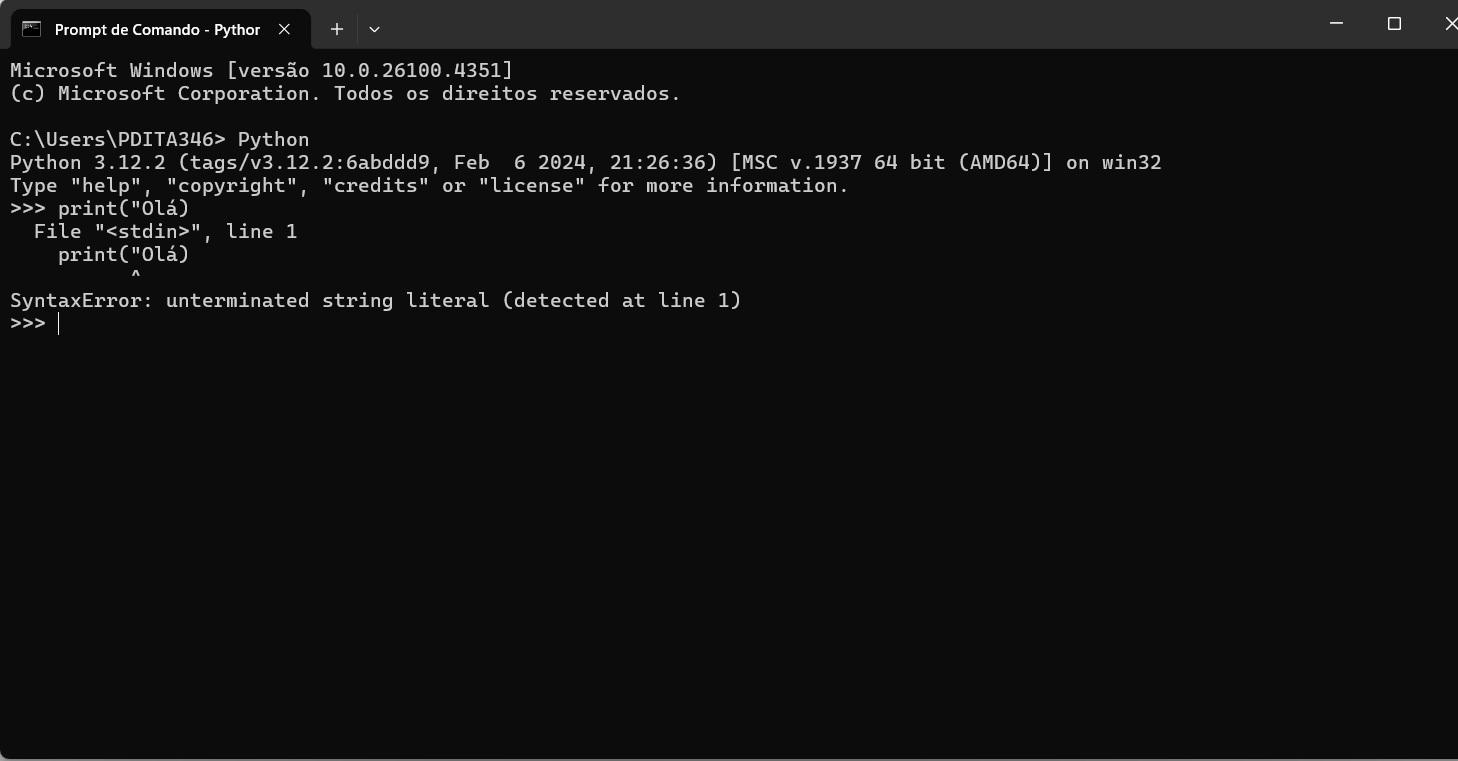 Prompt de Comando - Python
Microsoft Windows [versão 10.0.26100.4351]
(c) Microsoft Corporation. Todos os direitos reservados.
C:\Users\PDITA346> Python
Python 3.12.2 (tags/v3.12.2:6abddd9, Feb  6 2024, 21:26:36) [MSC v.1937 64 bit (AMD64)] on win32
Type "help", "copyright", "credits" or "license" for more information.
>>> print("Olá)
  File "<stdin>", line 1
    print("Olá)
          ^
SyntaxError: unterminated string literal (detected at line 1)
>>>